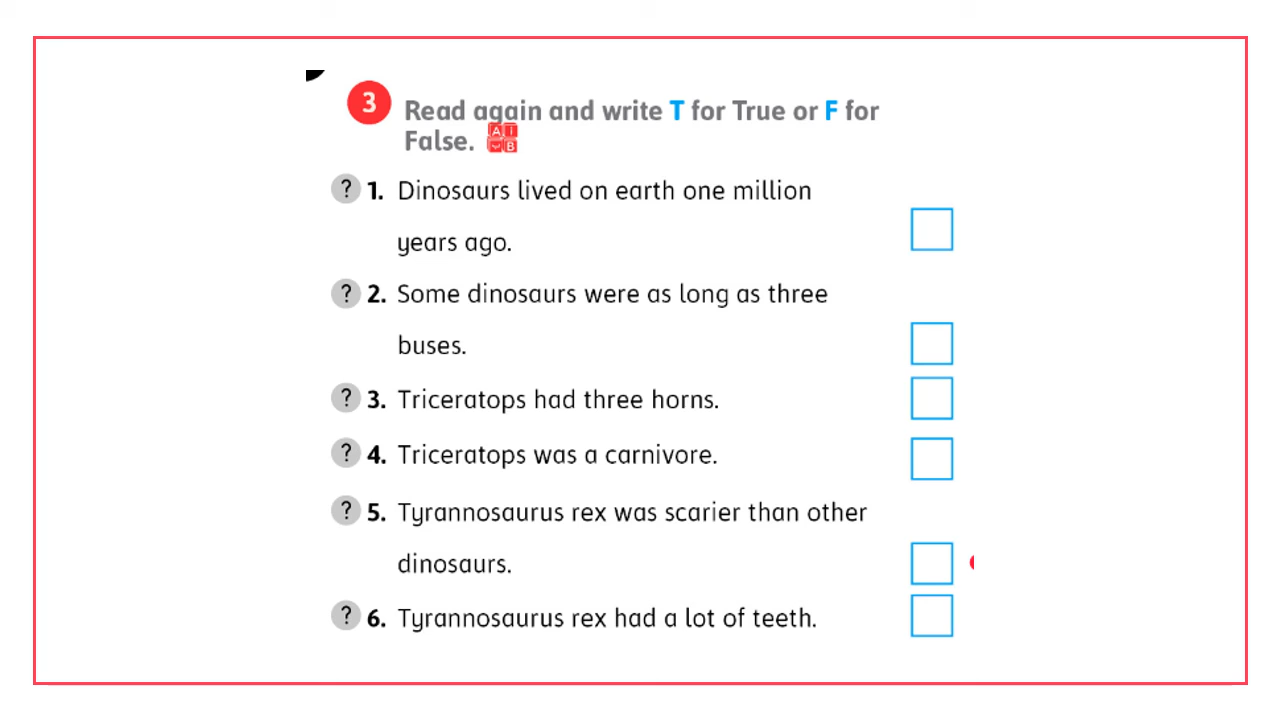 3
Read again and write T for True or F for
False. A I B
? 1. Dinosaurs lived on earth one million
years ago.
? 2. Some dinosaurs were as long as three
buses.
? 3. Triceratops had three horns.
? 4. Triceratops was a carnivore.
? 5. Tyrannosaurus rex was scarier than other
dinosaurs.
? 6. Tyrannosaurus rex had a lot of teeth.